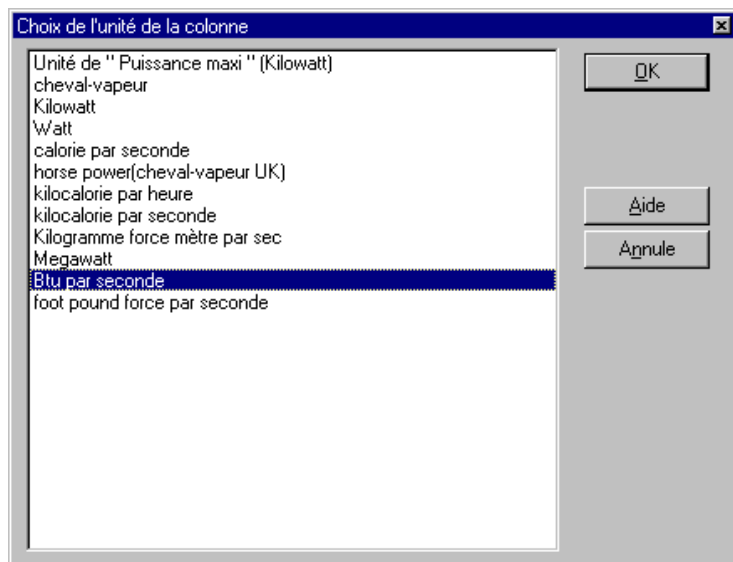 Choix de l'unité de la colonne
Unité de " Puissance maxi " (Kilowatt)
cheval-vapeur
Kilowatt
Watt
calorie par seconde
horse power(cheval-vapeur UK)
kilocalorie par heure
kilocalorie par seconde
Kilogramme force mètre par sec
Megawatt
Btu par seconde
foot pound force par seconde
OK
Aide
Annule